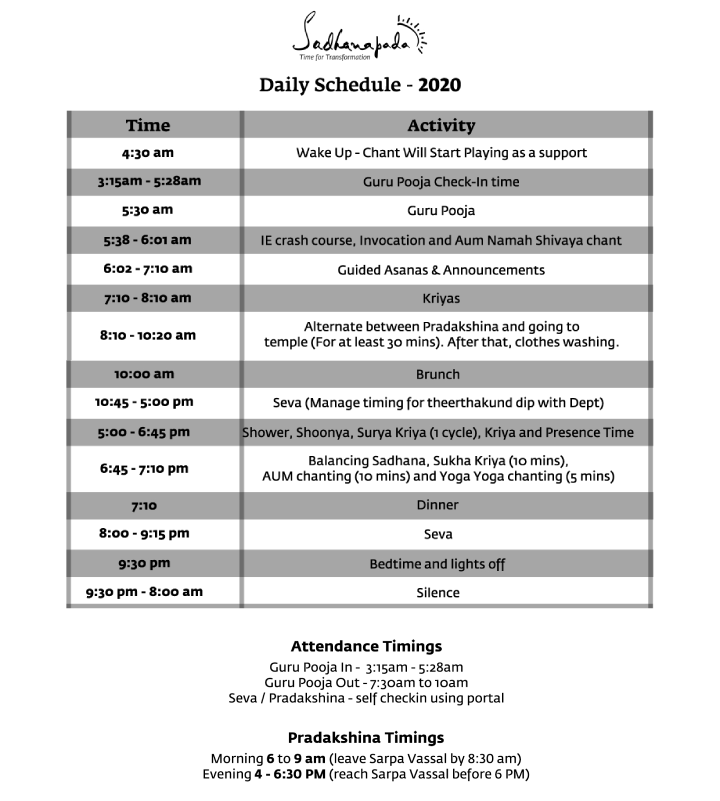 Sadhanapada
Time for Transformation
Daily Schedule - 2020
Time Activity
4:30 am Wake Up - Chant Will Start Playing as a support
3:15am - 5:28am Guru Pooja Check-In time
5:30 am Guru Pooja
5:38 - 6:01 am IE crash course, Invocation and Aum Namah Shivaya chant
6:02 - 7:10 am Guided Asanas & Announcements
7:10 - 8:10 am Kriyas
8:10 - 10:20 am Alternate between Pradakshina and going to
temple (For at least 30 mins). After that, clothes washing.
10:00 am Brunch
10:45 - 5:00 pm Seva (Manage timing for theerthakund dip with Dept)
5:00 - 6:45 pm Shower, Shoonya, Surya Kriya (1 cycle), Kriya and Presence Time
6:45 - 7:10 pm Balancing Sadhana, Sukha Kriya (10 mins),
AUM chanting (10 mins) and Yoga Yoga chanting (5 mins)
7:10 Dinner
8:00 - 9:15 pm Seva
9:30 pm Bedtime and lights off
9:30 pm - 8:00 am Silence
Attendance Timings
Guru Pooja In - 3:15am - 5:28am
Guru Pooja Out - 7:30am to 10am
Seva / Pradakshina - self checkin using portal
Pradakshina Timings
Morning 6 to 9 am (leave Sarpa Vassal by 8:30 am)
Evening 4 - 6:30 PM (reach Sarpa Vassal before 6 PM)